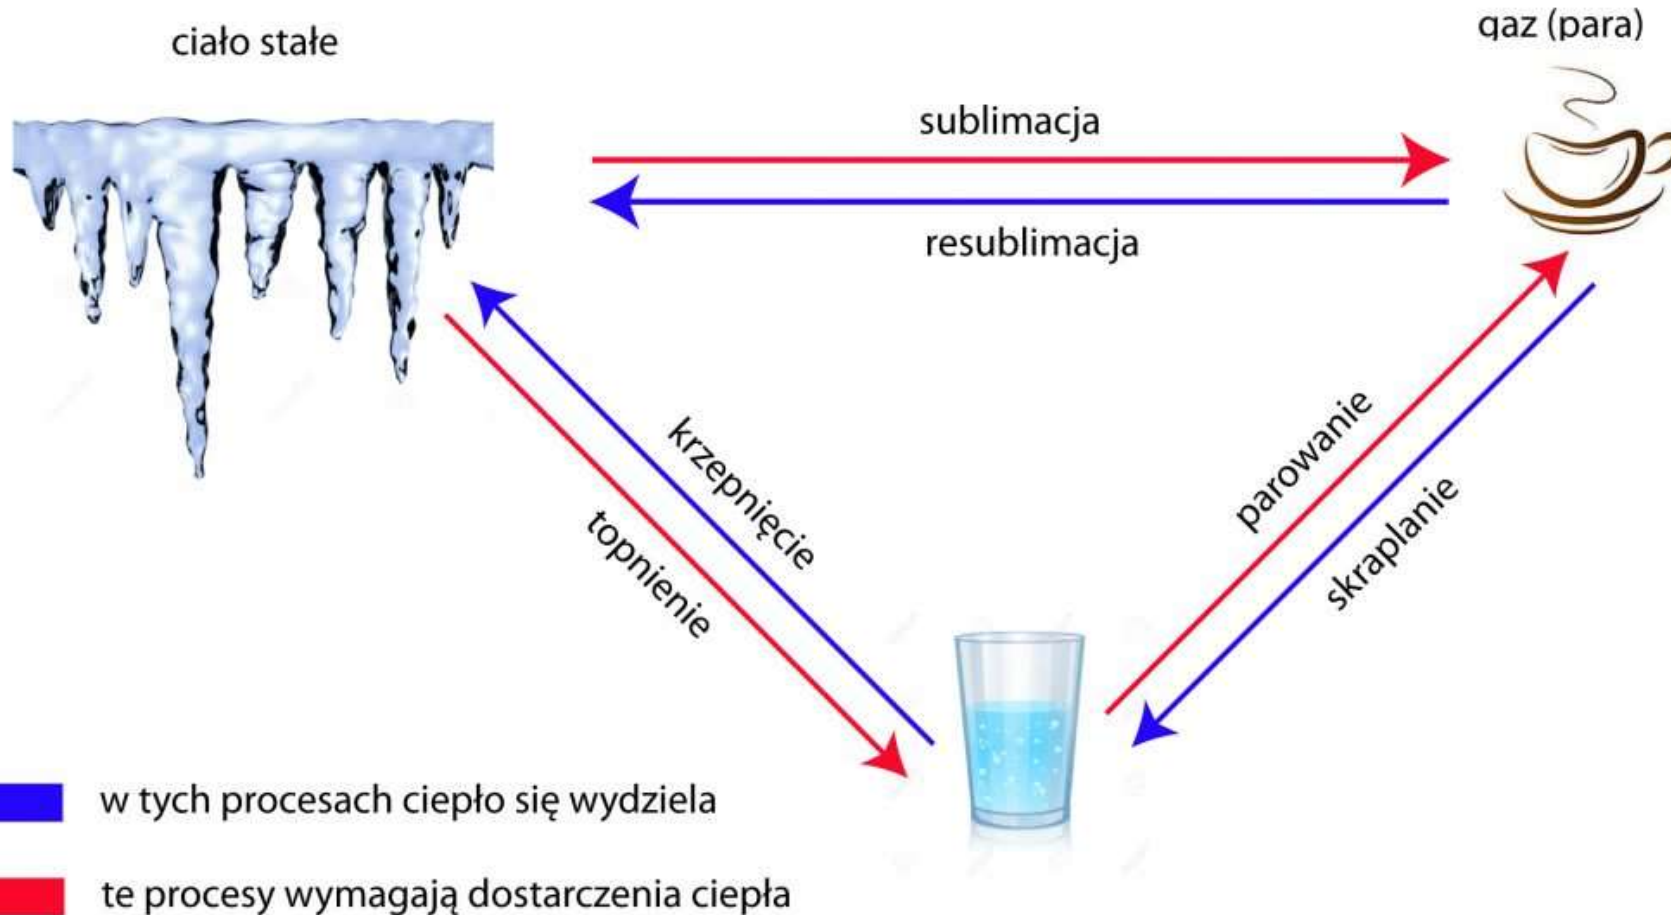 ciało stałe
gaz (para)
sublimacja
resublimacja
krzepnięcie
topnienie
parowanie
skraplanie
w tych procesach ciepło się wydziela
te procesy wymagają dostarczenia ciepła